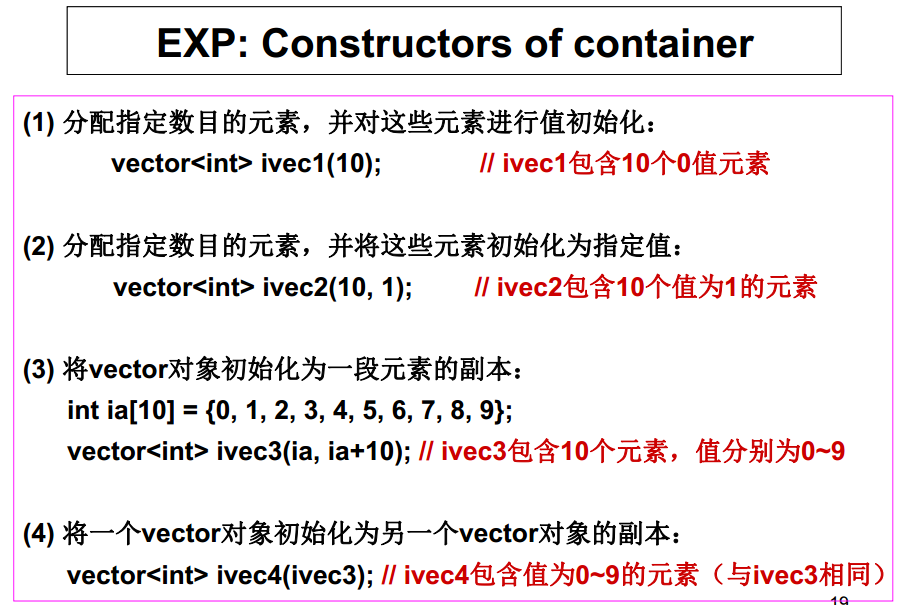 EXP: Constructors of container
(1) 分配指定数目的元素，并对这些元素进行值初始化：
vector<int> ivec1(10); // ivec1包含10个0值元素
(2) 分配指定数目的元素，并将这些元素初始化为指定值：
vector<int> ivec2(10, 1); // ivec2包含10个值为1的元素
(3) 将vector对象初始化为一段元素的副本：
int ia[10] = {0, 1, 2, 3, 4, 5, 6, 7, 8, 9};
vector<int> ivec3(ia, ia+10); // ivec3包含10个元素，值分别为0~9
(4) 将一个vector对象初始化为另一个vector对象的副本：
vector<int> ivec4(ivec3); // ivec4包含值为0~9的元素（与ivec3相同）
19